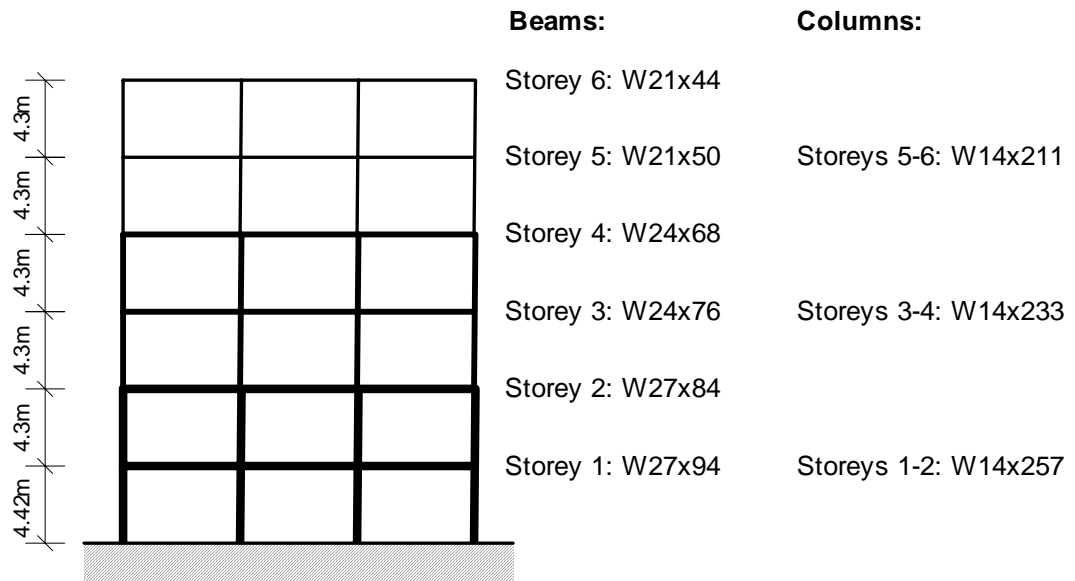 Beams: Columns:
4.3m Storey 6: W21x44
4.3m Storey 5: W21x50 Storeys 5-6: W14x211
4.3m Storey 4: W24x68
4.3m Storey 3: W24x76 Storeys 3-4: W14x233
4.3m Storey 2: W27x84
4.42m Storey 1: W27x94 Storeys 1-2: W14x257